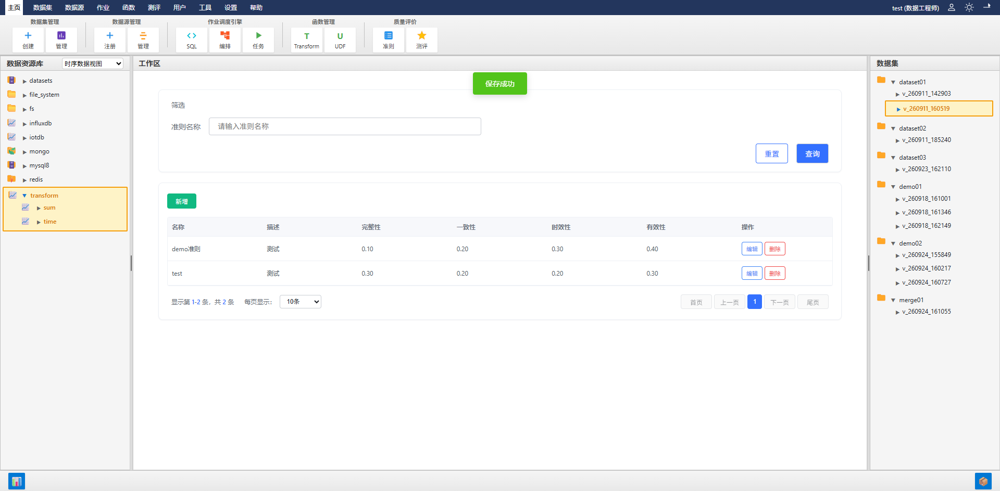 主页 数据集 数据源 作业 函数 测评 用户 工具 设置 帮助 test (数据工程师)
数据集管理 数据源管理 作业调度引擎 函数管理 质量评价
创建 管理 注册 管理 SQL 编排 任务 T Transform U UDF 准则 测评
数据资源库 时序数据视图
datasets
file_system
fs
influxdb
iotdb
mongo
mysql8
redis
transform
sum
time
工作区
保存成功
筛选
准则名称 请输入准则名称
重置 查询
新增
名称 描述 完整性 一致性 时效性 有效性 操作
demo准则 测试 0.10 0.20 0.30 0.40 编辑 删除
test 测试 0.30 0.20 0.20 0.30 编辑 删除
显示第 1-2 条，共 2 条 每页显示： 10条 首页 上一页 1 下一页 尾页
数据集
dataset01
v_260911_142903
v_260911_160519
dataset02
v_260911_185240
dataset03
v_260923_162110
demo01
v_260918_161001
v_260918_161346
v_260918_162149
demo02
v_260924_155849
v_260924_160217
v_260924_160727
merge01
v_260924_161055